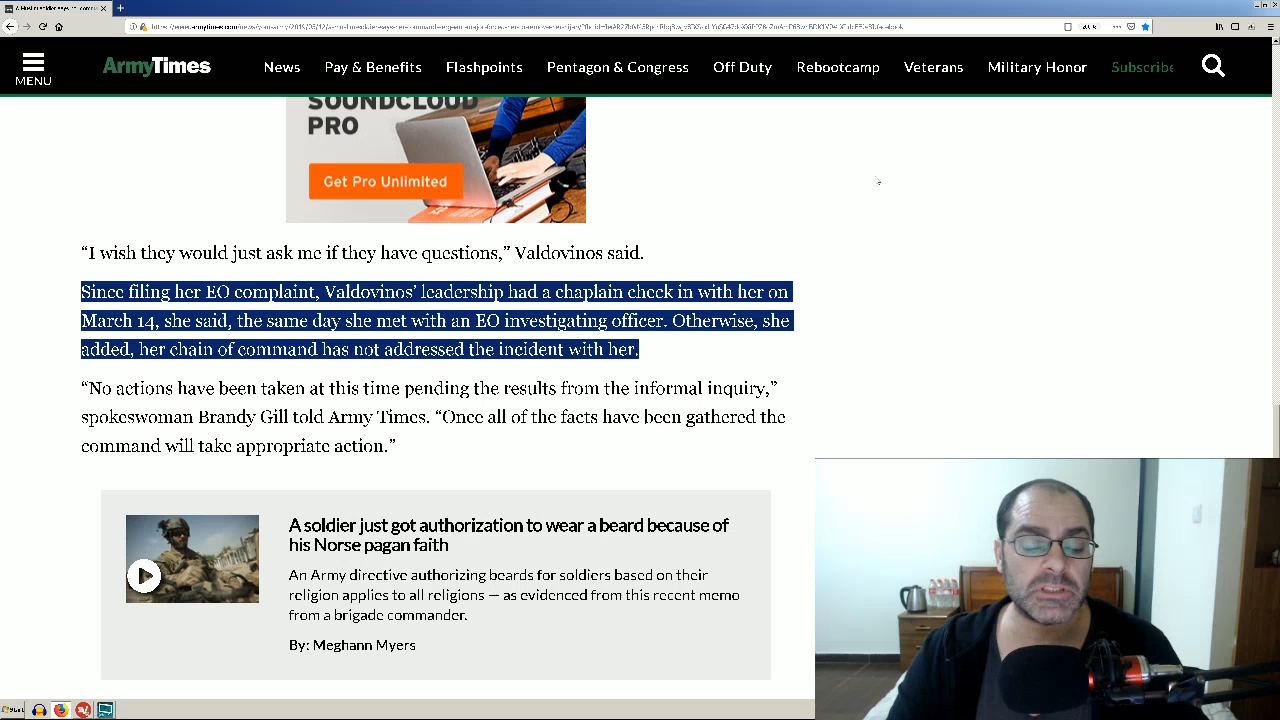 MENU
ArmyTimes
News
Pay & Benefits
Flashpoints
Pentagon & Congress
Off Duty
Rebootcamp
Veterans
Military Honor
Subscribe
SOUNDCLOUD
PRO
Get Pro Unlimited
“I wish they would just ask me if they have questions,” Valdovinos said.
Since filing her EO complaint, Valdovinos’ leadership had a chaplain check in with her on
March 14, she said, the same day she met with an EO investigating officer. Otherwise, she
added, her chain of command has not addressed the incident with her.
“No actions have been taken at this time pending the results from the informal inquiry,”
spokeswoman Brandy Gill told Army Times. “Once all of the facts have been gathered the
command will take appropriate action.”
A soldier just got authorization to wear a beard because of
his Norse pagan faith
An Army directive authorizing beards for soldiers based on their
religion applies to all religions — as evidenced from this recent memo
from a brigade commander.
By: Meghann Myers
Start